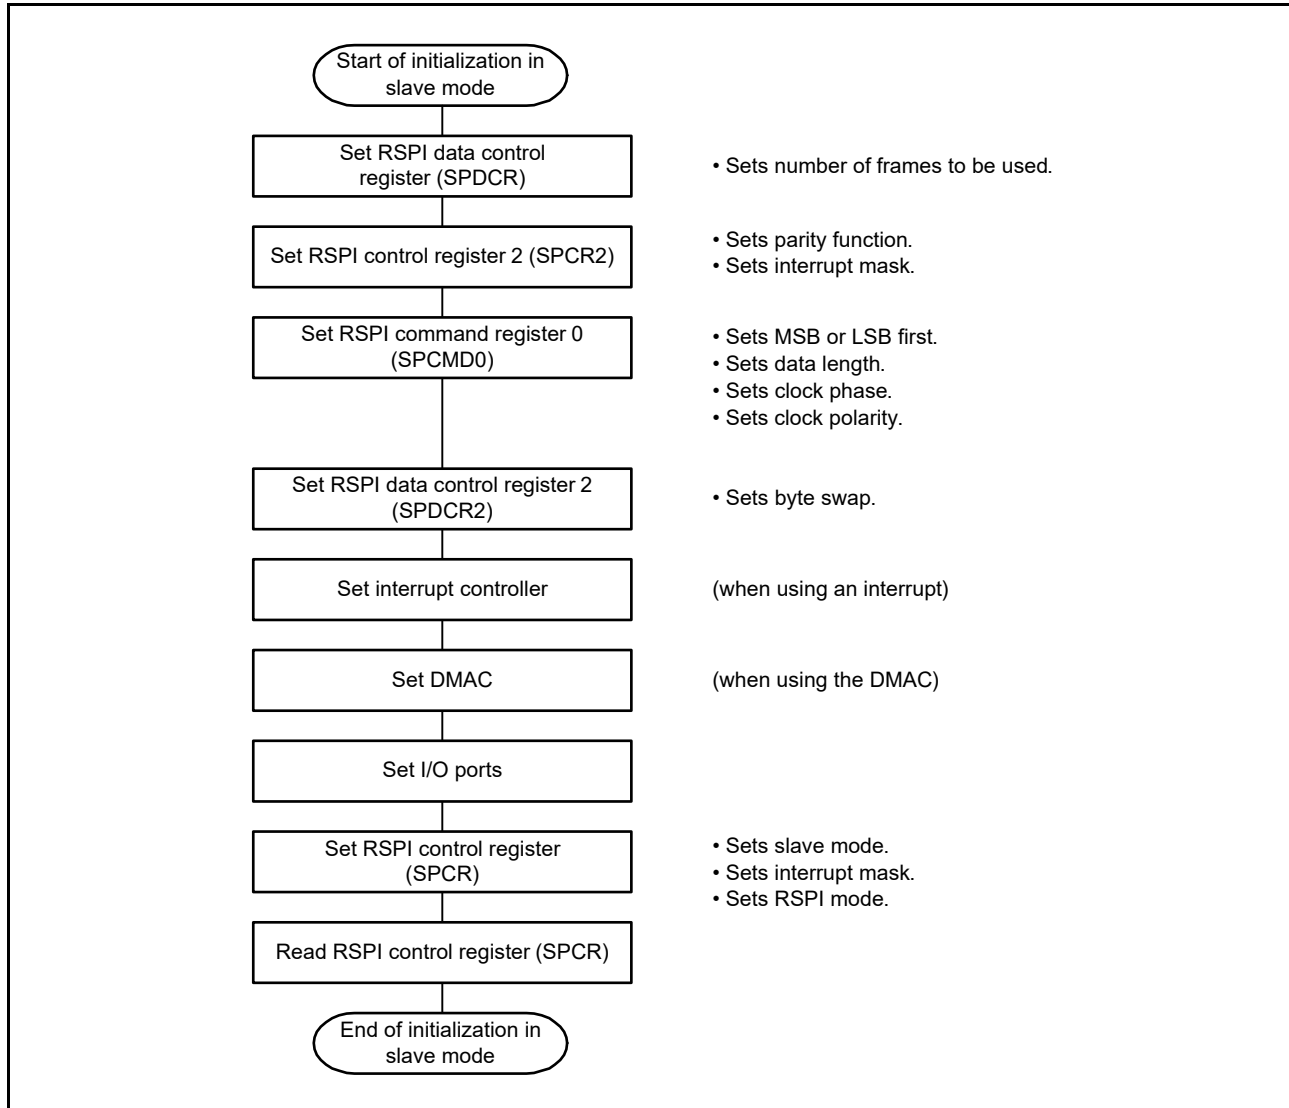 Start of initialization in
slave mode
Set RSPI data control
register (SPDCR)
• Sets number of frames to be used.
Set RSPI control register 2 (SPCR2)
• Sets parity function.
• Sets interrupt mask.
Set RSPI command register 0
(SPCMD0)
• Sets MSB or LSB first.
• Sets data length.
• Sets clock phase.
• Sets clock polarity.
Set RSPI data control register 2
(SPDCR2)
• Sets byte swap.
Set interrupt controller
(when using an interrupt)
Set DMAC
(when using the DMAC)
Set I/O ports
Set RSPI control register
(SPCR)
• Sets slave mode.
• Sets interrupt mask.
• Sets RSPI mode.
Read RSPI control register (SPCR)
End of initialization in
slave mode